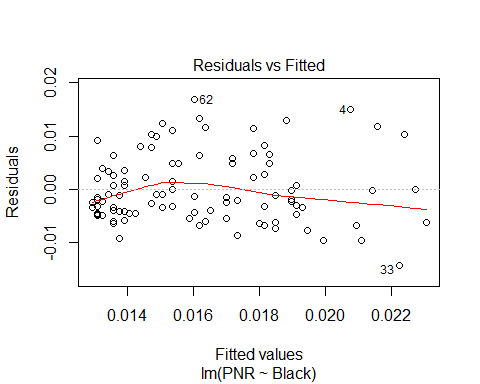 Residuals vs Fitted
0.02
0.01
0.00
-0.01
Residuals
62
4
33
0.014 0.016 0.018 0.020 0.022
Fitted values
lm(PNR ~ Black)